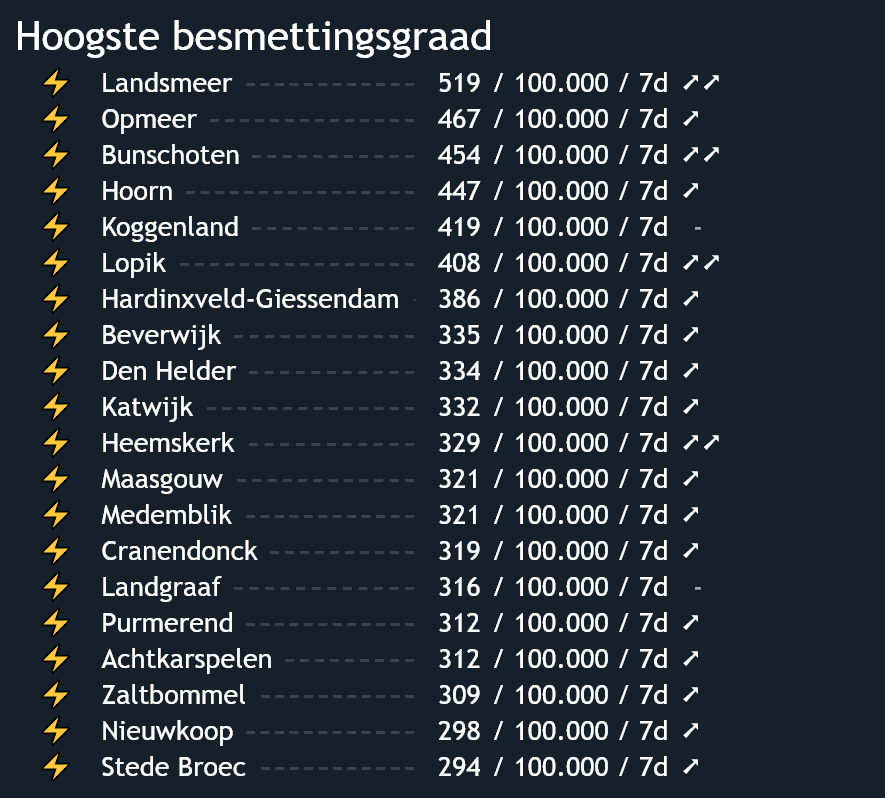 Hoogste besmettingsgraad
⚡ Landsmeer ------------ 519 / 100.000 / 7d ➚➚
⚡ Opmeer -------------- 467 / 100.000 / 7d ➚
⚡ Bunschoten ----------- 454 / 100.000 / 7d ➚➚
⚡ Hoorn ---------------- 447 / 100.000 / 7d ➚
⚡ Koggenland ----------- 419 / 100.000 / 7d -
⚡ Lopik ---------------- 408 / 100.000 / 7d ➚➚
⚡ Hardinxveld-Giessendam - 386 / 100.000 / 7d ➚
⚡ Beverwijk ------------ 335 / 100.000 / 7d ➚
⚡ Den Helder ----------- 334 / 100.000 / 7d ➚
⚡ Katwijk -------------- 332 / 100.000 / 7d ➚
⚡ Heemskerk ----------- 329 / 100.000 / 7d ➚➚
⚡ Maasgouw ------------ 321 / 100.000 / 7d ➚
⚡ Medemblik ------------ 321 / 100.000 / 7d ➚
⚡ Cranendonck ---------- 319 / 100.000 / 7d ➚
⚡ Landgraaf ------------ 316 / 100.000 / 7d -
⚡ Purmerend ------------ 312 / 100.000 / 7d ➚
⚡ Achtkarspelen --------- 312 / 100.000 / 7d ➚
⚡ Zaltbommel ----------- 309 / 100.000 / 7d ➚
⚡ Nieuwkoop ------------ 298 / 100.000 / 7d ➚
⚡ Stede Broec ----------- 294 / 100.000 / 7d ➚